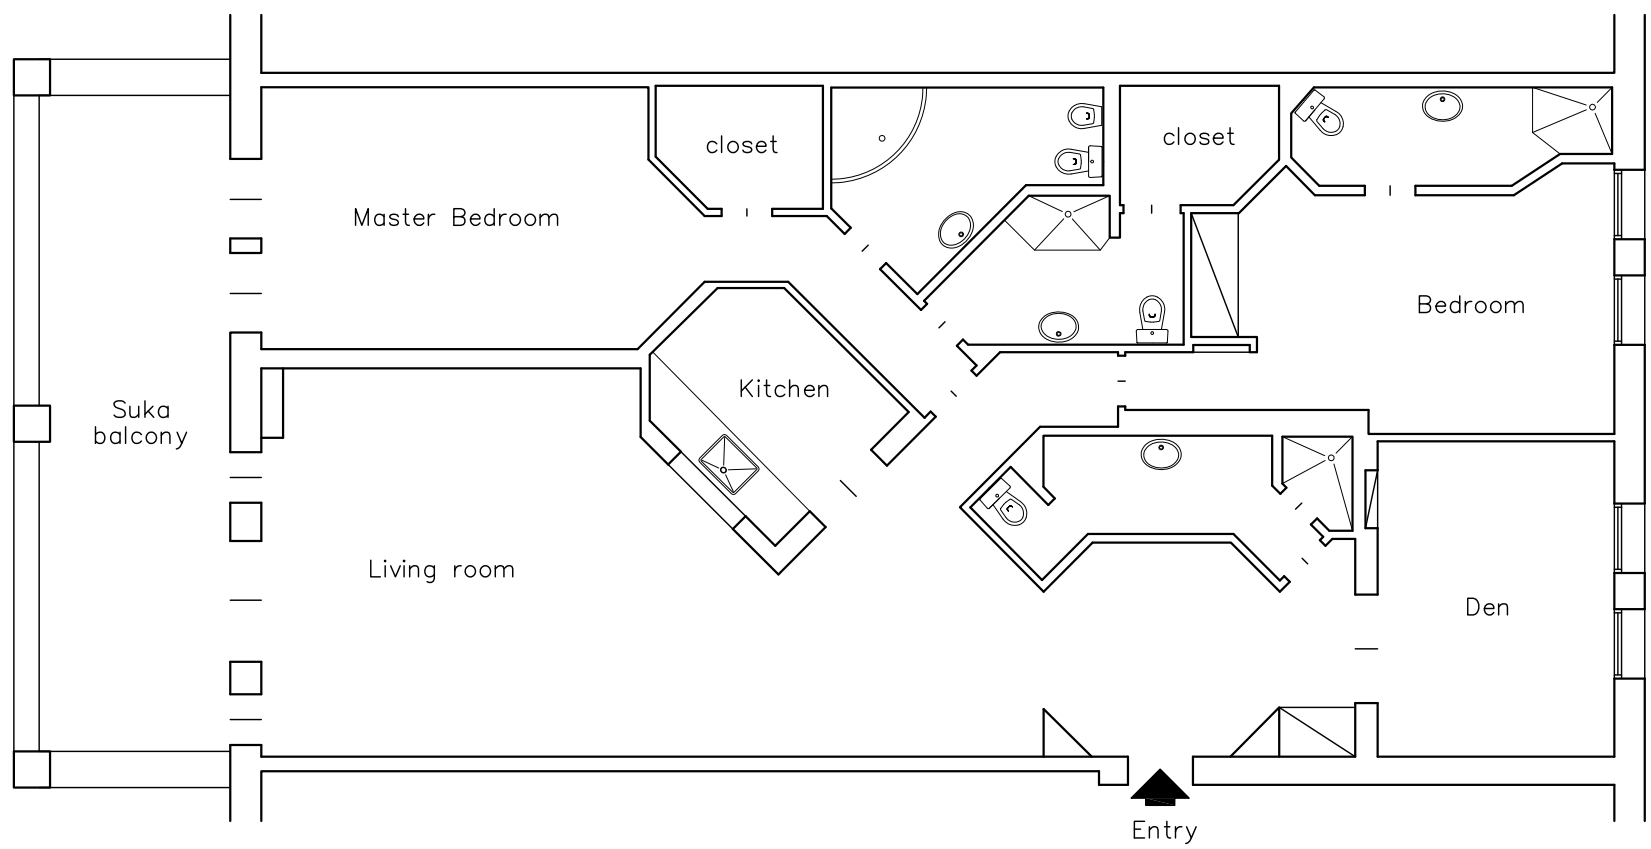 closet
closet
Master Bedroom
Bedroom
Kitchen
Suka
balcony
Living room
Den
Entry